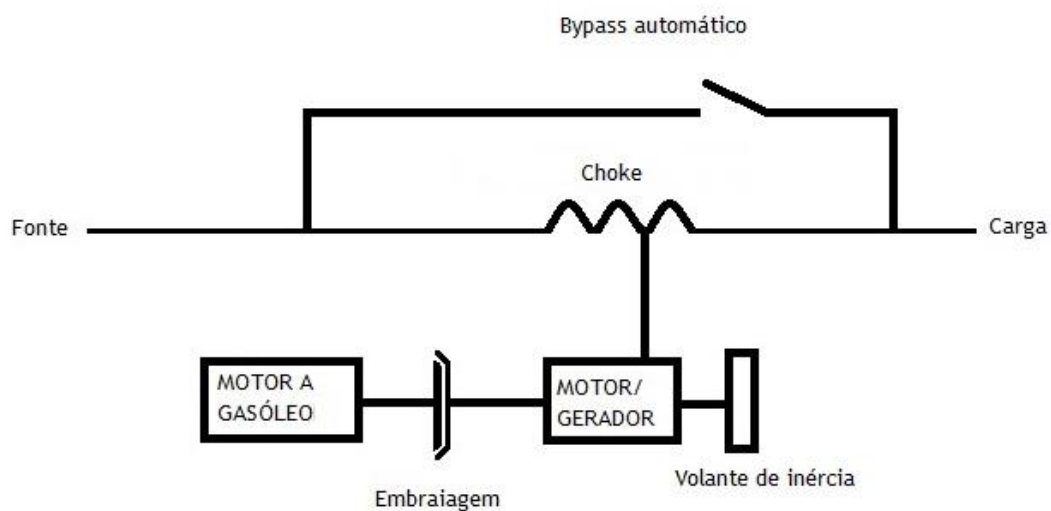 Bypass automático
Choke
Fonte
Carga
MOTOR A
GASÓLEO
MOTOR/
GERADOR
Embraiagem
Volante de inércia